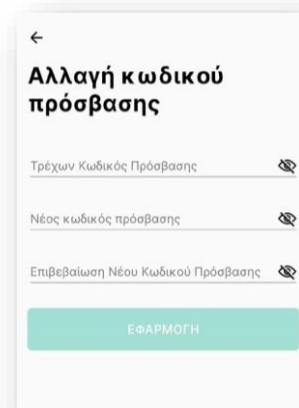 Αλλαγή κωδικού
πρόσβασης
Τρέχων Κωδικός Πρόσβασης
Νέος κωδικός πρόσβασης
Επιβεβαίωση Νέου Κωδικού Πρόσβασης
ΕΦΑΡΜΟΓΗ